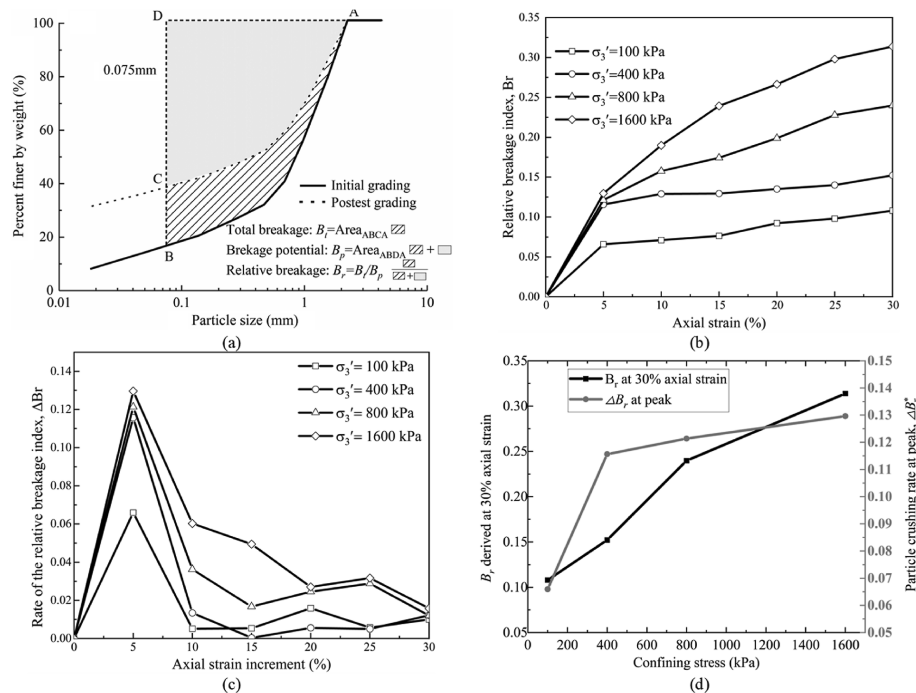 D
A
100
80
60
40
20
0
Percent finer by weight (%)
0.075mm
C
B
Initial grading
Postest grading
Total breakage: Bt=AreaABCA
Brekage potential: Bp=AreaABDA +
Relative breakage: Br=Bt/Bp +
0.01
0.1
1
10
Particle size (mm)
(a)
0.35
0.30
0.25
0.20
0.15
0.10
0.05
0.00
Relative breakage index, Br
σ3′=100 kPa
σ3′=400 kPa
σ3′=800 kPa
σ3′=1600 kPa
0 5 10 15 20 25 30
Axial strain (%)
(b)
0.14
0.12
0.10
0.08
0.06
0.04
0.02
0.00
Rate of the relative breakage index, ΔBr
σ3′= 100 kPa
σ3′= 400 kPa
σ3′= 800 kPa
σ3′= 1600 kPa
0 5 10 15 20 25 30
Axial strain increment (%)
(c)
0.35
0.30
0.25
0.20
0.15
0.10
0.05
Br derived at 30% axial strain
Br at 30% axial strain
ΔBr at peak
0.15
0.14
0.13
0.12
0.11
0.10
0.09
0.08
0.07
0.06
0.05
Particle crushing rate at peak, ΔBr*
0 200 400 600 800 1000 1200 1400 1600
Confining stress (kPa)
(d)